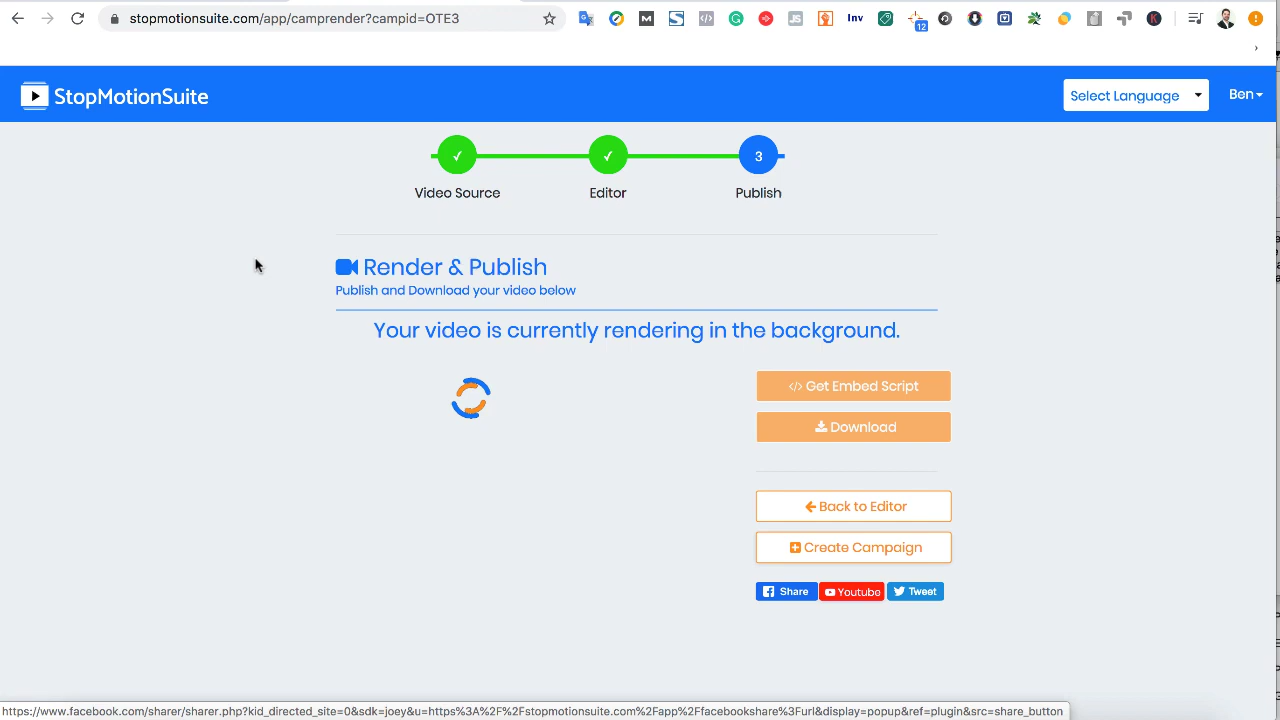 stopmotionsuite.com/app/camprender?campid=OTE3
JS
Inv
12
StopMotionSuite
Select Language
Ben
✓
✓
3
Video Source
Editor
Publish
Render & Publish
Publish and Download your video below
Your video is currently rendering in the background.
</> Get Embed Script
Download
Back to Editor
Create Campaign
Share
Youtube
Tweet
https://www.facebook.com/sharer/sharer.php?kid_directed_site=0&sdk=joey&u=https%3A%2F%2Fstopmotionsuite.com%2Fapp%2Ffacebookshare%3Furl&display=popup&ref=plugin&src=share_button